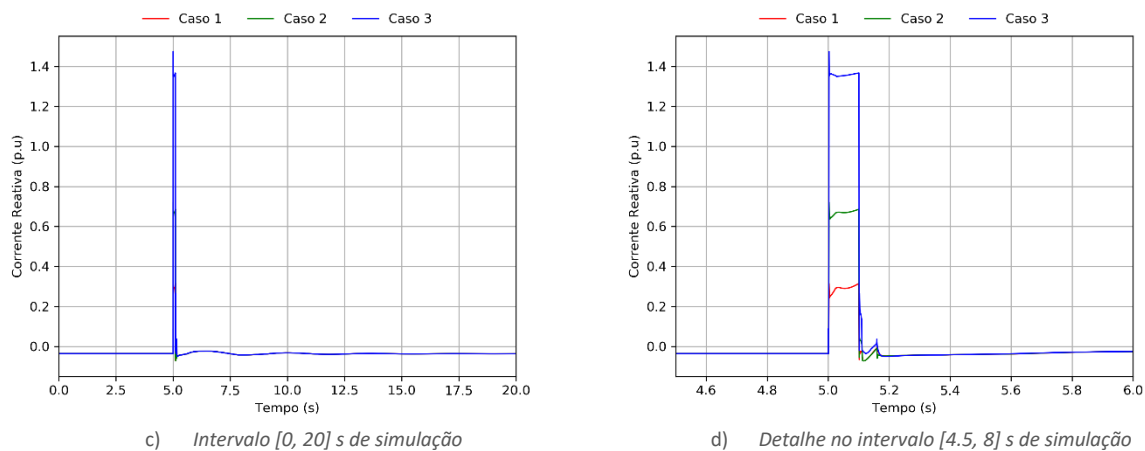 Caso 1 Caso 2 Caso 3
Corrente Reativa (p.u)
1.4
1.2
1.0
0.8
0.6
0.4
0.2
0.0
0.0 2.5 5.0 7.5 10.0 12.5 15.0 17.5 20.0
Tempo (s)
c) Intervalo [0, 20] s de simulação
Caso 1 Caso 2 Caso 3
Corrente Reativa (p.u)
1.4
1.2
1.0
0.8
0.6
0.4
0.2
0.0
4.6 4.8 5.0 5.2 5.4 5.6 5.8 6.0
Tempo (s)
d) Detalhe no intervalo [4.5, 8] s de simulação